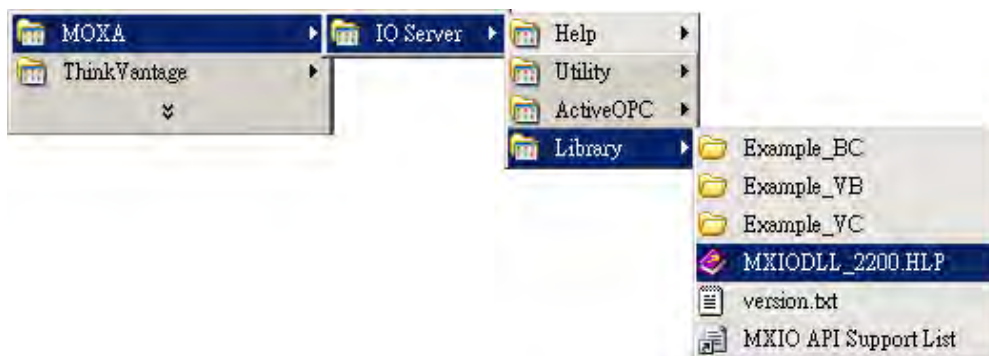 MOXA
ThinkVantage
IO Server
Help
Utility
ActiveOPC
Library
Example_BC
Example_VB
Example_VC
MXIODLL_2200.HLP
version.txt
MXIO API Support List